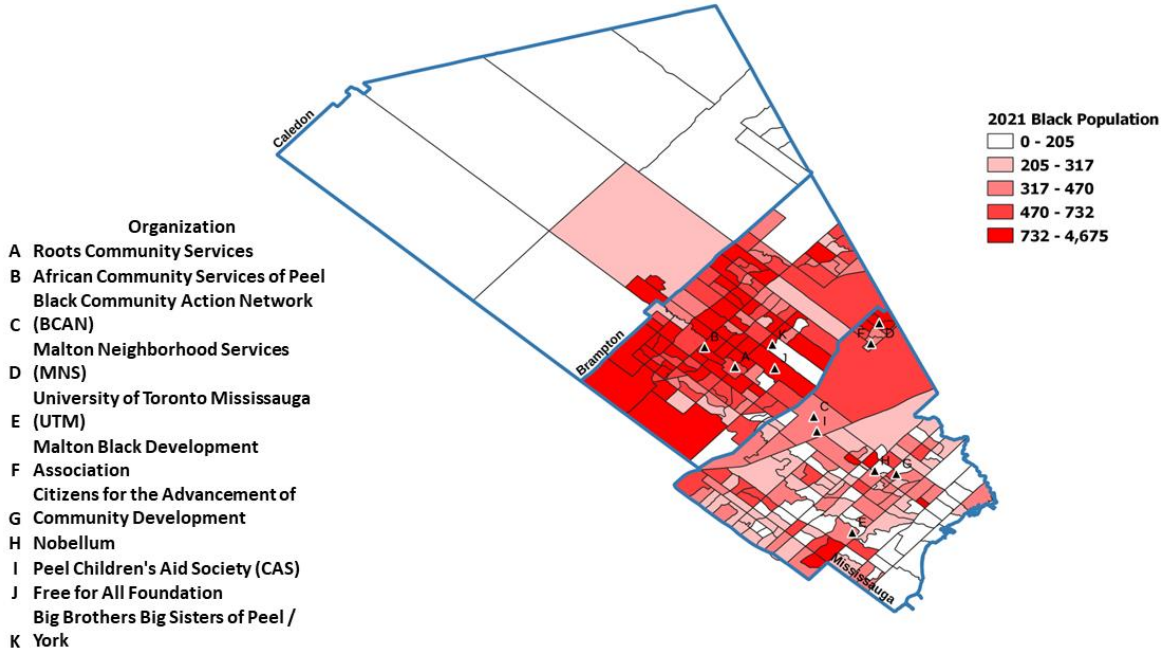 Caledon
Brampton
Mississauga
B
A
K
J
F
D
C
I
H
G
E
2021 Black Population
0 - 205
205 - 317
317 - 470
470 - 732
732 - 4,675
Organization
A Roots Community Services
B African Community Services of Peel
Black Community Action Network
C (BCAN)
Malton Neighborhood Services
D (MNS)
University of Toronto Mississauga
E (UTM)
Malton Black Development
F Association
Citizens for the Advancement of
G Community Development
H Nobellum
I Peel Children's Aid Society (CAS)
J Free for All Foundation
Big Brothers Big Sisters of Peel /
K York